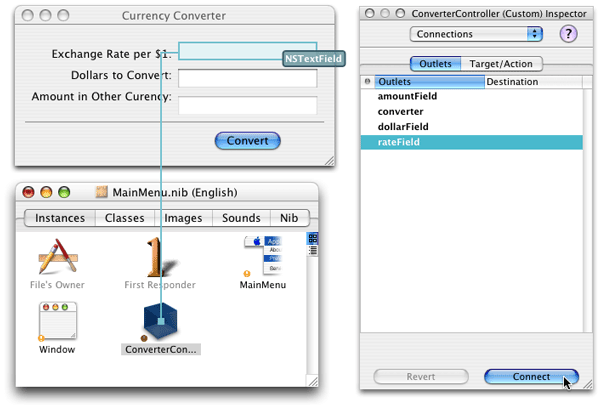 Currency Converter
Exchange Rate per $1:
NSTextField
Dollars to Convert:
Amount in Other Curency:
Convert
MainMenu.nib (English)
Instances Classes Images Sounds Nib
File's Owner First Responder MainMenu
Window ConverterCon...
ConverterController (Custom) Inspector
Connections ?
Outlets Target/Action
Outlets Destination
amountField
converter
dollarField
rateField
Revert Connect